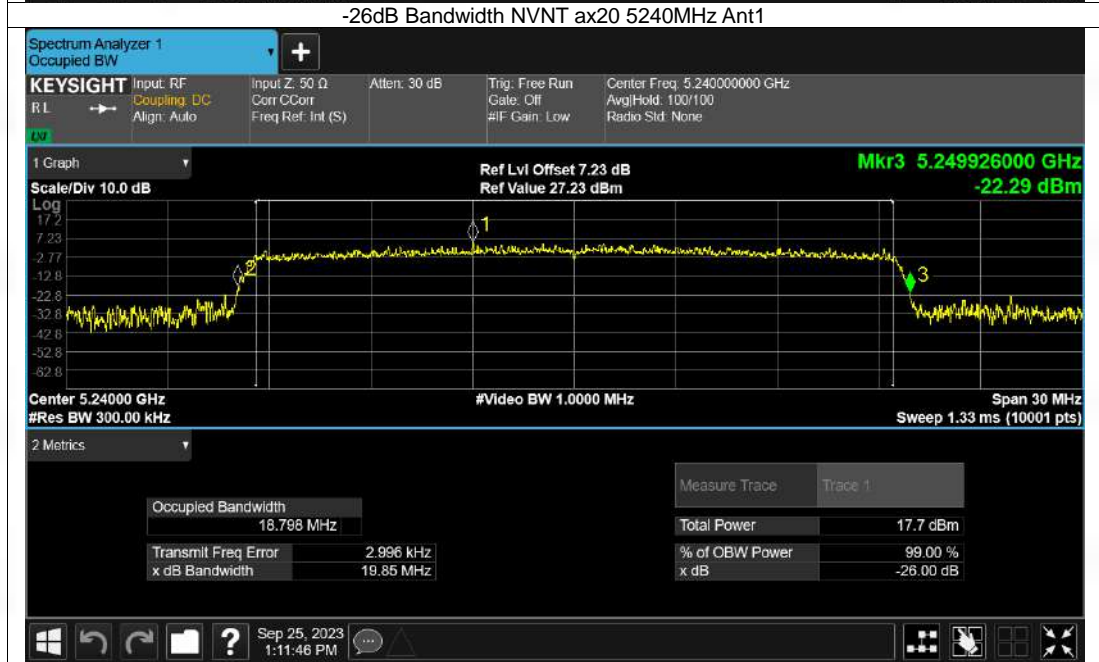 -26dB Bandwidth NVNT ax20 5240MHz Ant1
Spectrum Analyzer 1
Occupied BW
+
KEYSIGHT Input: RF Input Z: 50 Ω Atten: 30 dB Trig: Free Run Center Freq: 5.240000000 GHz
RL Coupling: DC Corr CCorr Gate: Off Avg|Hold: 100/100
Align: Auto Freq Ref: Int (S) #IF Gain: Low Radio Std: None
LXI
1 Graph
Ref Lvl Offset 7.23 dB Mkr3 5.249926000 GHz
Scale/Div 10.0 dB Ref Value 27.23 dBm -22.29 dBm
Log
17.2
7.23
-2.77
-12.8
-22.8
-32.8
-42.8
-52.8
-62.8
1
2
3
Center 5.24000 GHz #Video BW 1.0000 MHz Span 30 MHz
#Res BW 300.00 kHz Sweep 1.33 ms (10001 pts)
2 Metrics
Measure Trace Trace 1
Occupied Bandwidth
18.798 MHz Total Power 17.7 dBm
Transmit Freq Error 2.996 kHz % of OBW Power 99.00 %
x dB Bandwidth 19.85 MHz x dB -26.00 dB
? Sep 25, 2023
1:11:46 PM